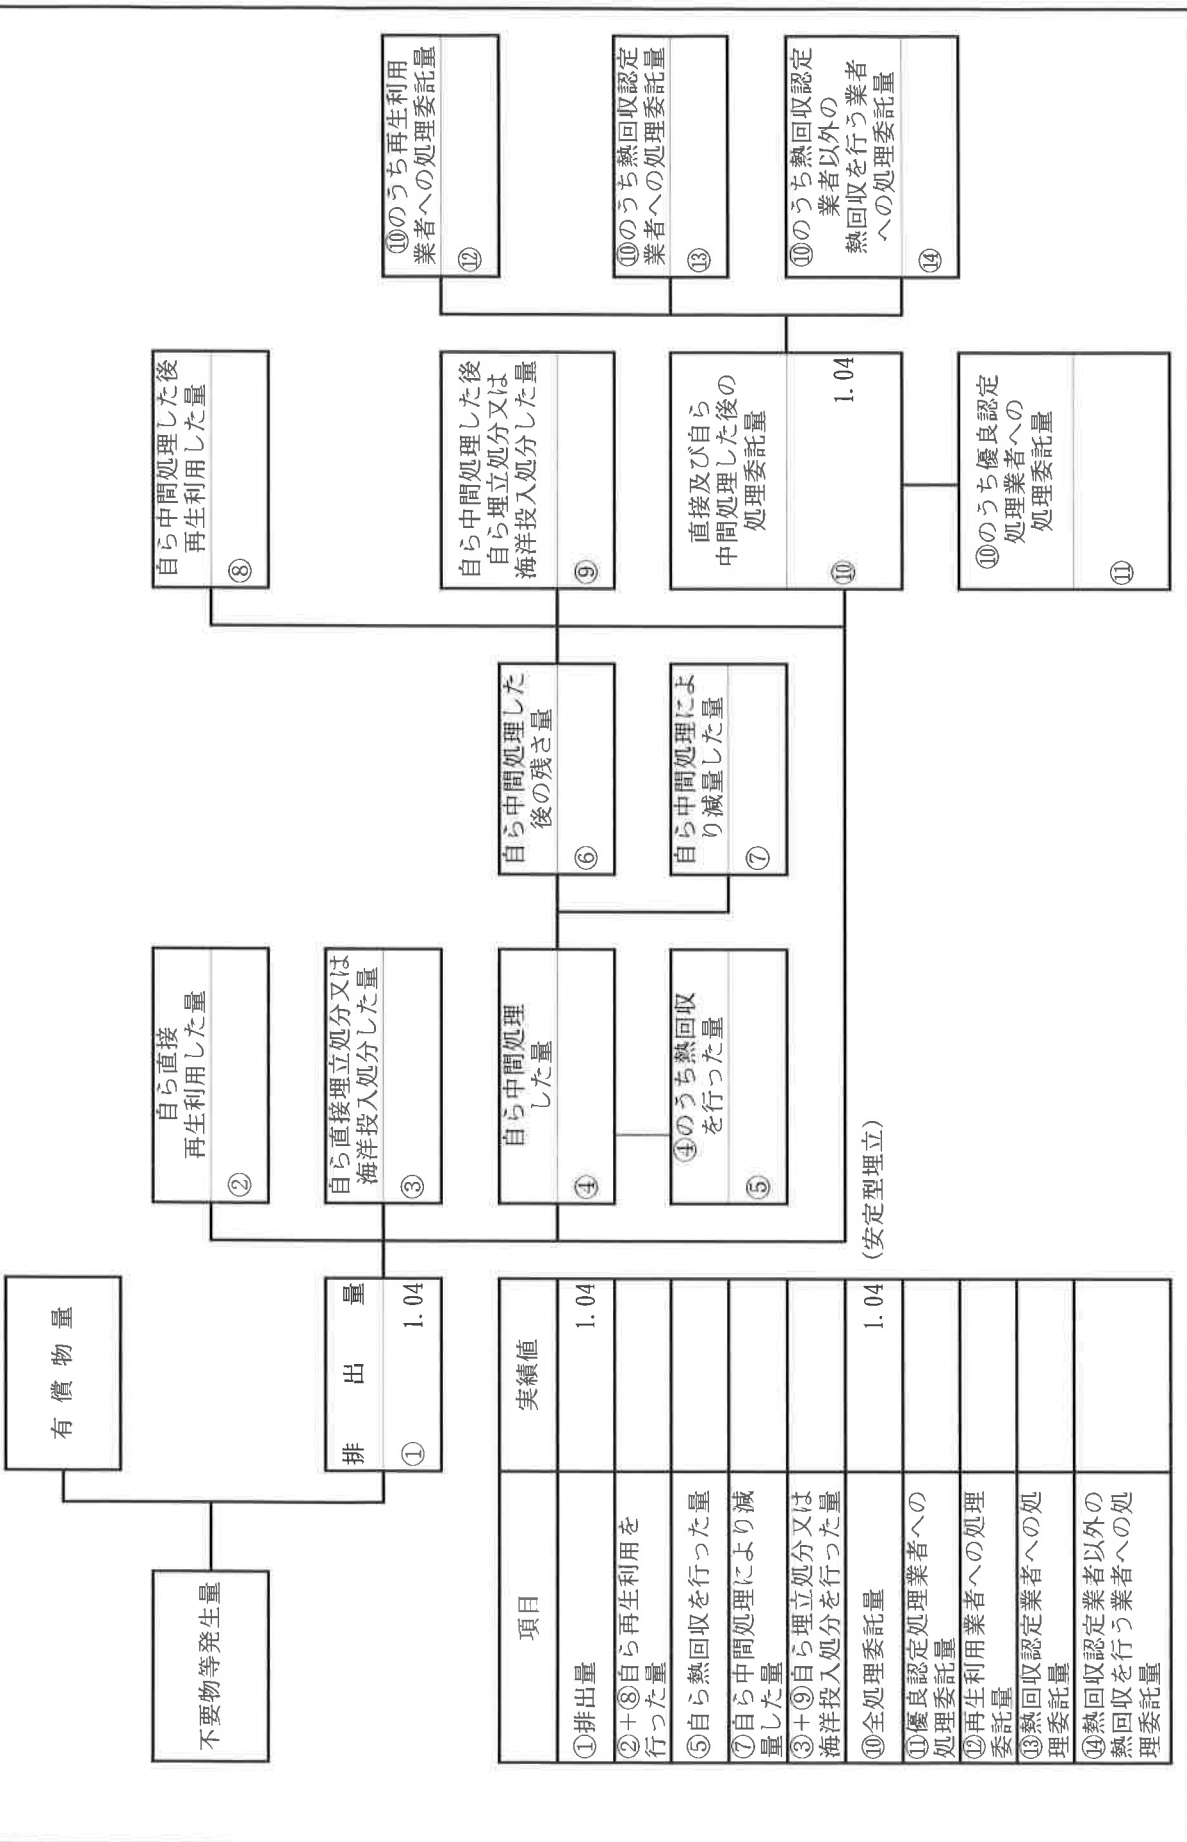 有償物量
不要物等発生量
排出量
① 1.04
自ら直接
再生利用した量
②
自ら直接埋立処分又は
海洋投入処分した量
③
自ら中間処理
した量
④
④のうち熱回収
を行った量
⑤
自ら中間処理した
後の残さ量
⑥
自ら中間処理によ
り減量した量
⑦
自ら中間処理した後
再生利用した量
⑧
自ら中間処理した後
自ら埋立処分又は
海洋投入処分した量
⑨
直接及び自ら
中間処理した後の
処理委託量
⑩ 1.04
⑩のうち優良認定
処理業者への
処理委託量
⑪
⑩のうち再生利用
業者への処理委託量
⑫
⑩のうち熱回収認定
業者への処理委託量
⑬
⑩のうち熱回収認定
業者以外の
熱回収を行う業者
への処理委託量
⑭
(安定型埋立)
項目 実績値
①排出量 1.04
②+⑧自ら再生利用を
行った量
⑤自ら熱回収を行った量
⑦自ら中間処理により減
量した量
③+⑨自ら埋立処分又は
海洋投入処分を行った量
⑩全処理委託量 1.04
⑪優良認定処理業者への
処理委託量
⑫再生利用業者への処理
委託量
⑬熱回収認定業者への処
理委託量
⑭熱回収認定業者以外の
熱回収を行う業者への処
理委託量